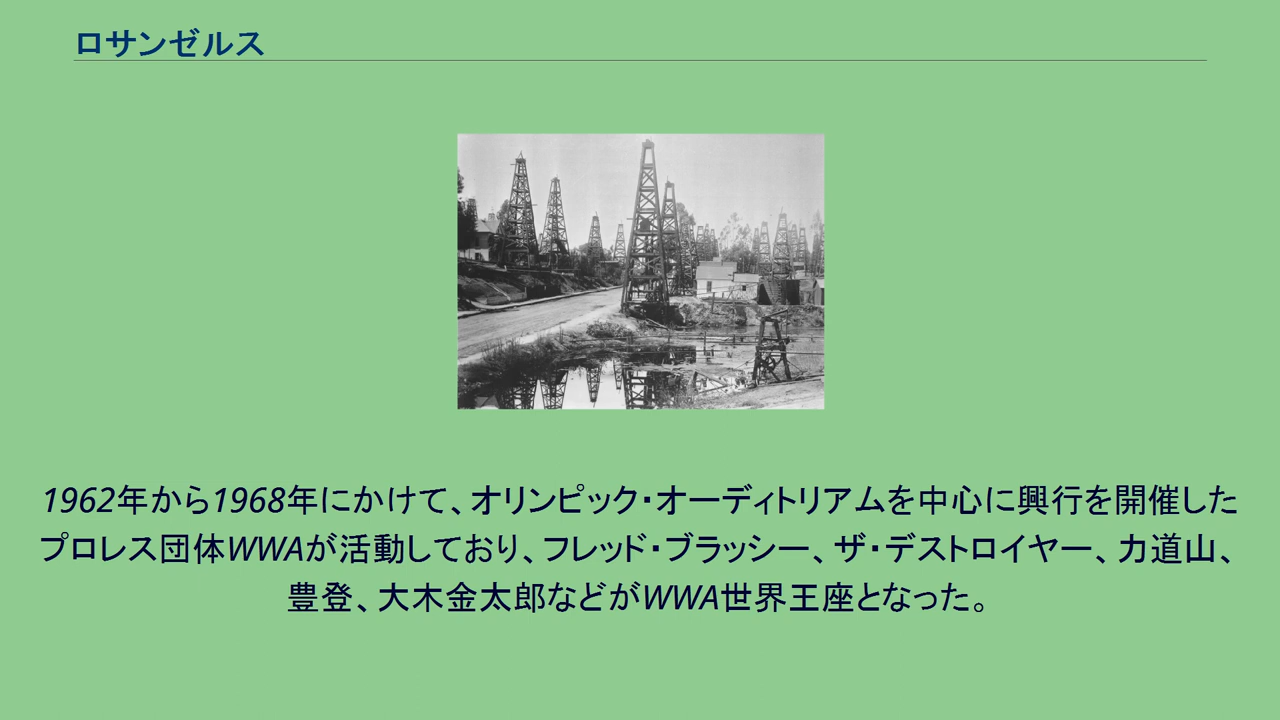 ロサンゼルス
1962年から1968年にかけて、オリンピック・オーディトリアムを中心に興行を開催した
プロレス団体WWAが活動しており、フレッド・ブラッシー、ザ・デストロイヤー、力道山、
豊登、大木金太郎などがWWA世界王座となった。